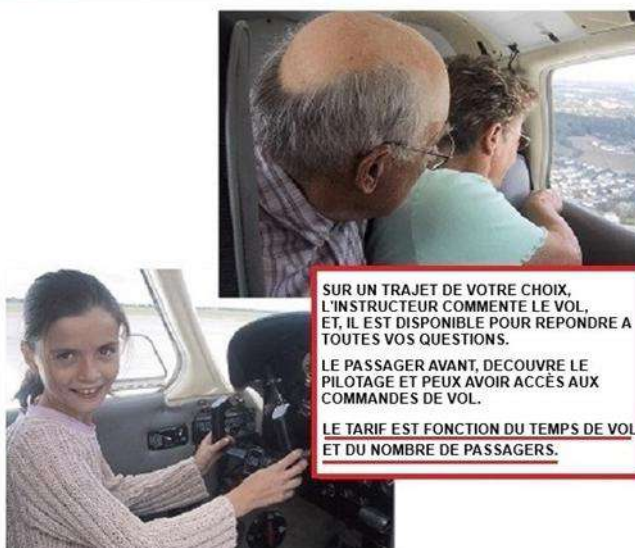 SUR UN TRAJET DE VOTRE CHOIX,
L'INSTRUCTEUR COMMENTE LE VOL,
ET, IL EST DISPONIBLE POUR REPONDRE A
TOUTES VOS QUESTIONS.
LE PASSAGER AVANT, DECOUVRE LE
PILOTAGE ET PEUX AVOIR ACCÈS AUX
COMMANDES DE VOL.
LE TARIF EST FONCTION DU TEMPS DE VOL
ET DU NOMBRE DE PASSAGERS.